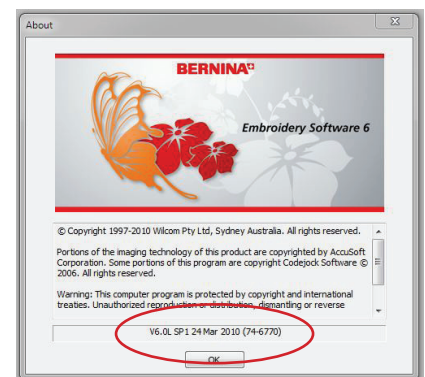 About
BERNINA
Embroidery Software 6
© Copyright 1997-2010 Wilcom Pty Ltd, Sydney Australia. All rights reserved.
Portions of the imaging technology of this product are copyrighted by AccuSoft
Corporation. Some portions of this program are copyright Codejock Software ©
2006. All rights reserved.
Warning: This computer program is protected by copyright and international
treaties. Unauthorized reproduction or distribution, dismantling or reverse
V6.0L SP1 24 Mar 2010 (74-6770)
OK